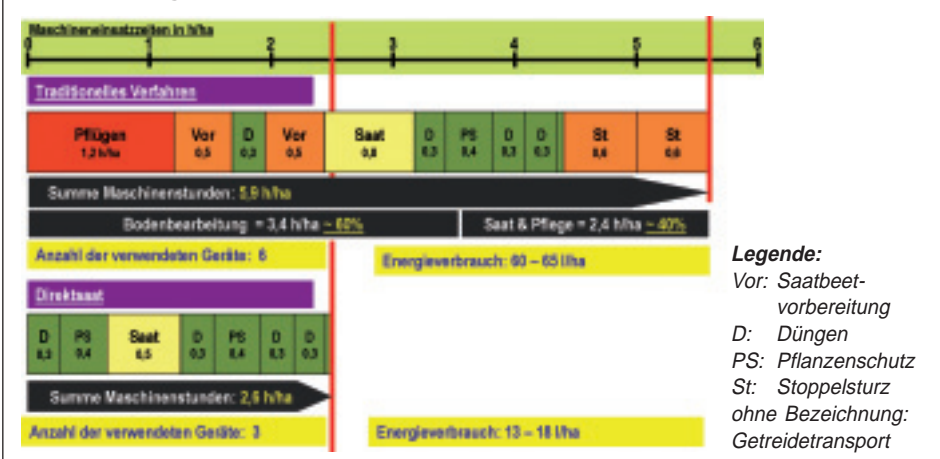 Maschineneinsatzzeiten in h/ha
0 1 2 3 4 5 6
Traditionelles Verfahren
Pflügen Vor D Vor Saat D PS D D St St
1,2 h/ha 0,5 0,3 0,5 0,8 0,3 0,4 0,3 0,3 0,6 0,6
Summe Maschinenstunden: 5,9 h/ha
Bodenbearbeitung = 3,4 h/ha ~ 60% Saat & Pflege = 2,4 h/ha ~ 40%
Anzahl der verwendeten Geräte: 6 Energieverbrauch: 60 – 65 l/ha
Direktsaat
D PS Saat D PS D D
0,3 0,4 0,5 0,3 0,4 0,3 0,3
Summe Maschinenstunden: 2,6 h/ha
Anzahl der verwendeten Geräte: 3 Energieverbrauch: 13 – 18 l/ha
Legende:
Vor: Saatbeet-
vorbereitung
D: Düngen
PS: Pflanzenschutz
St: Stoppelsturz
ohne Bezeichnung:
Getreidetransport